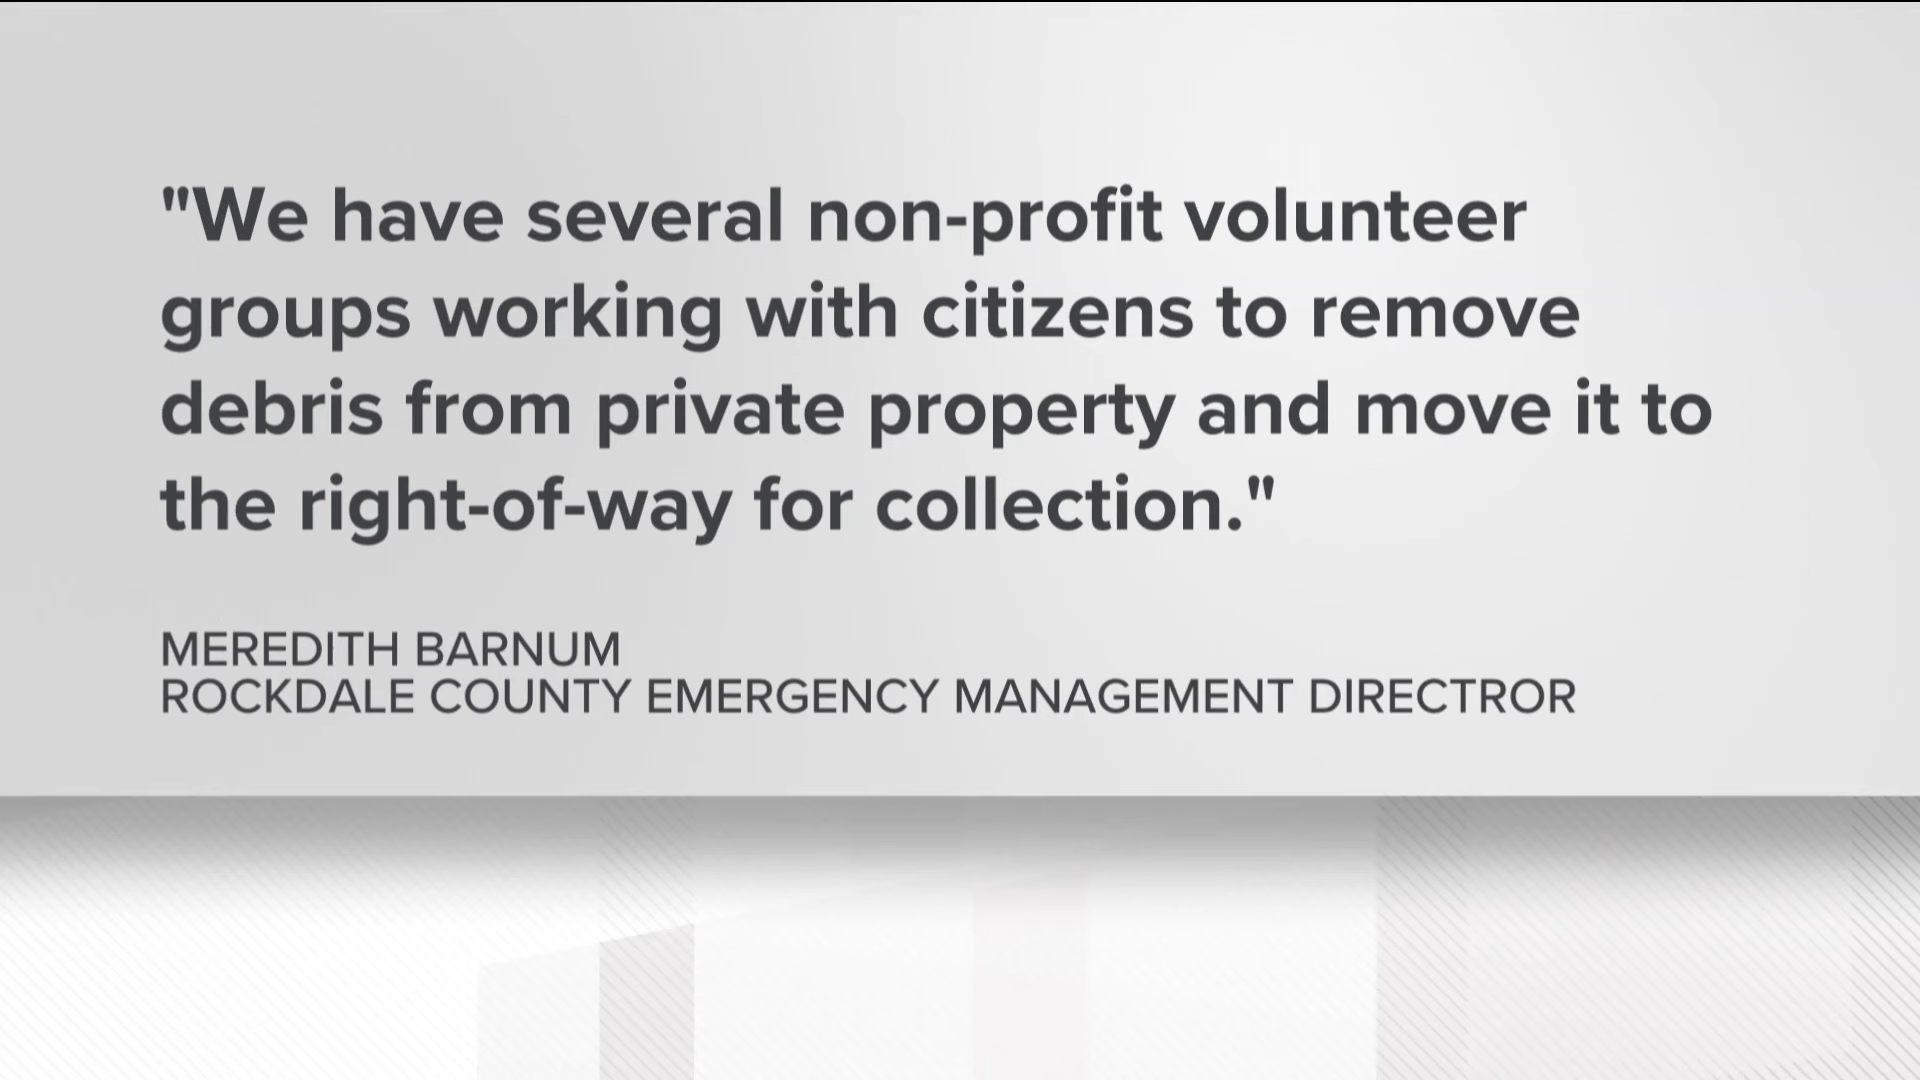 "We have several non-profit volunteer
groups working with citizens to remove
debris from private property and move it to
the right-of-way for collection."
MEREDITH BARNUM
ROCKDALE COUNTY EMERGENCY MANAGEMENT DIRECTROR